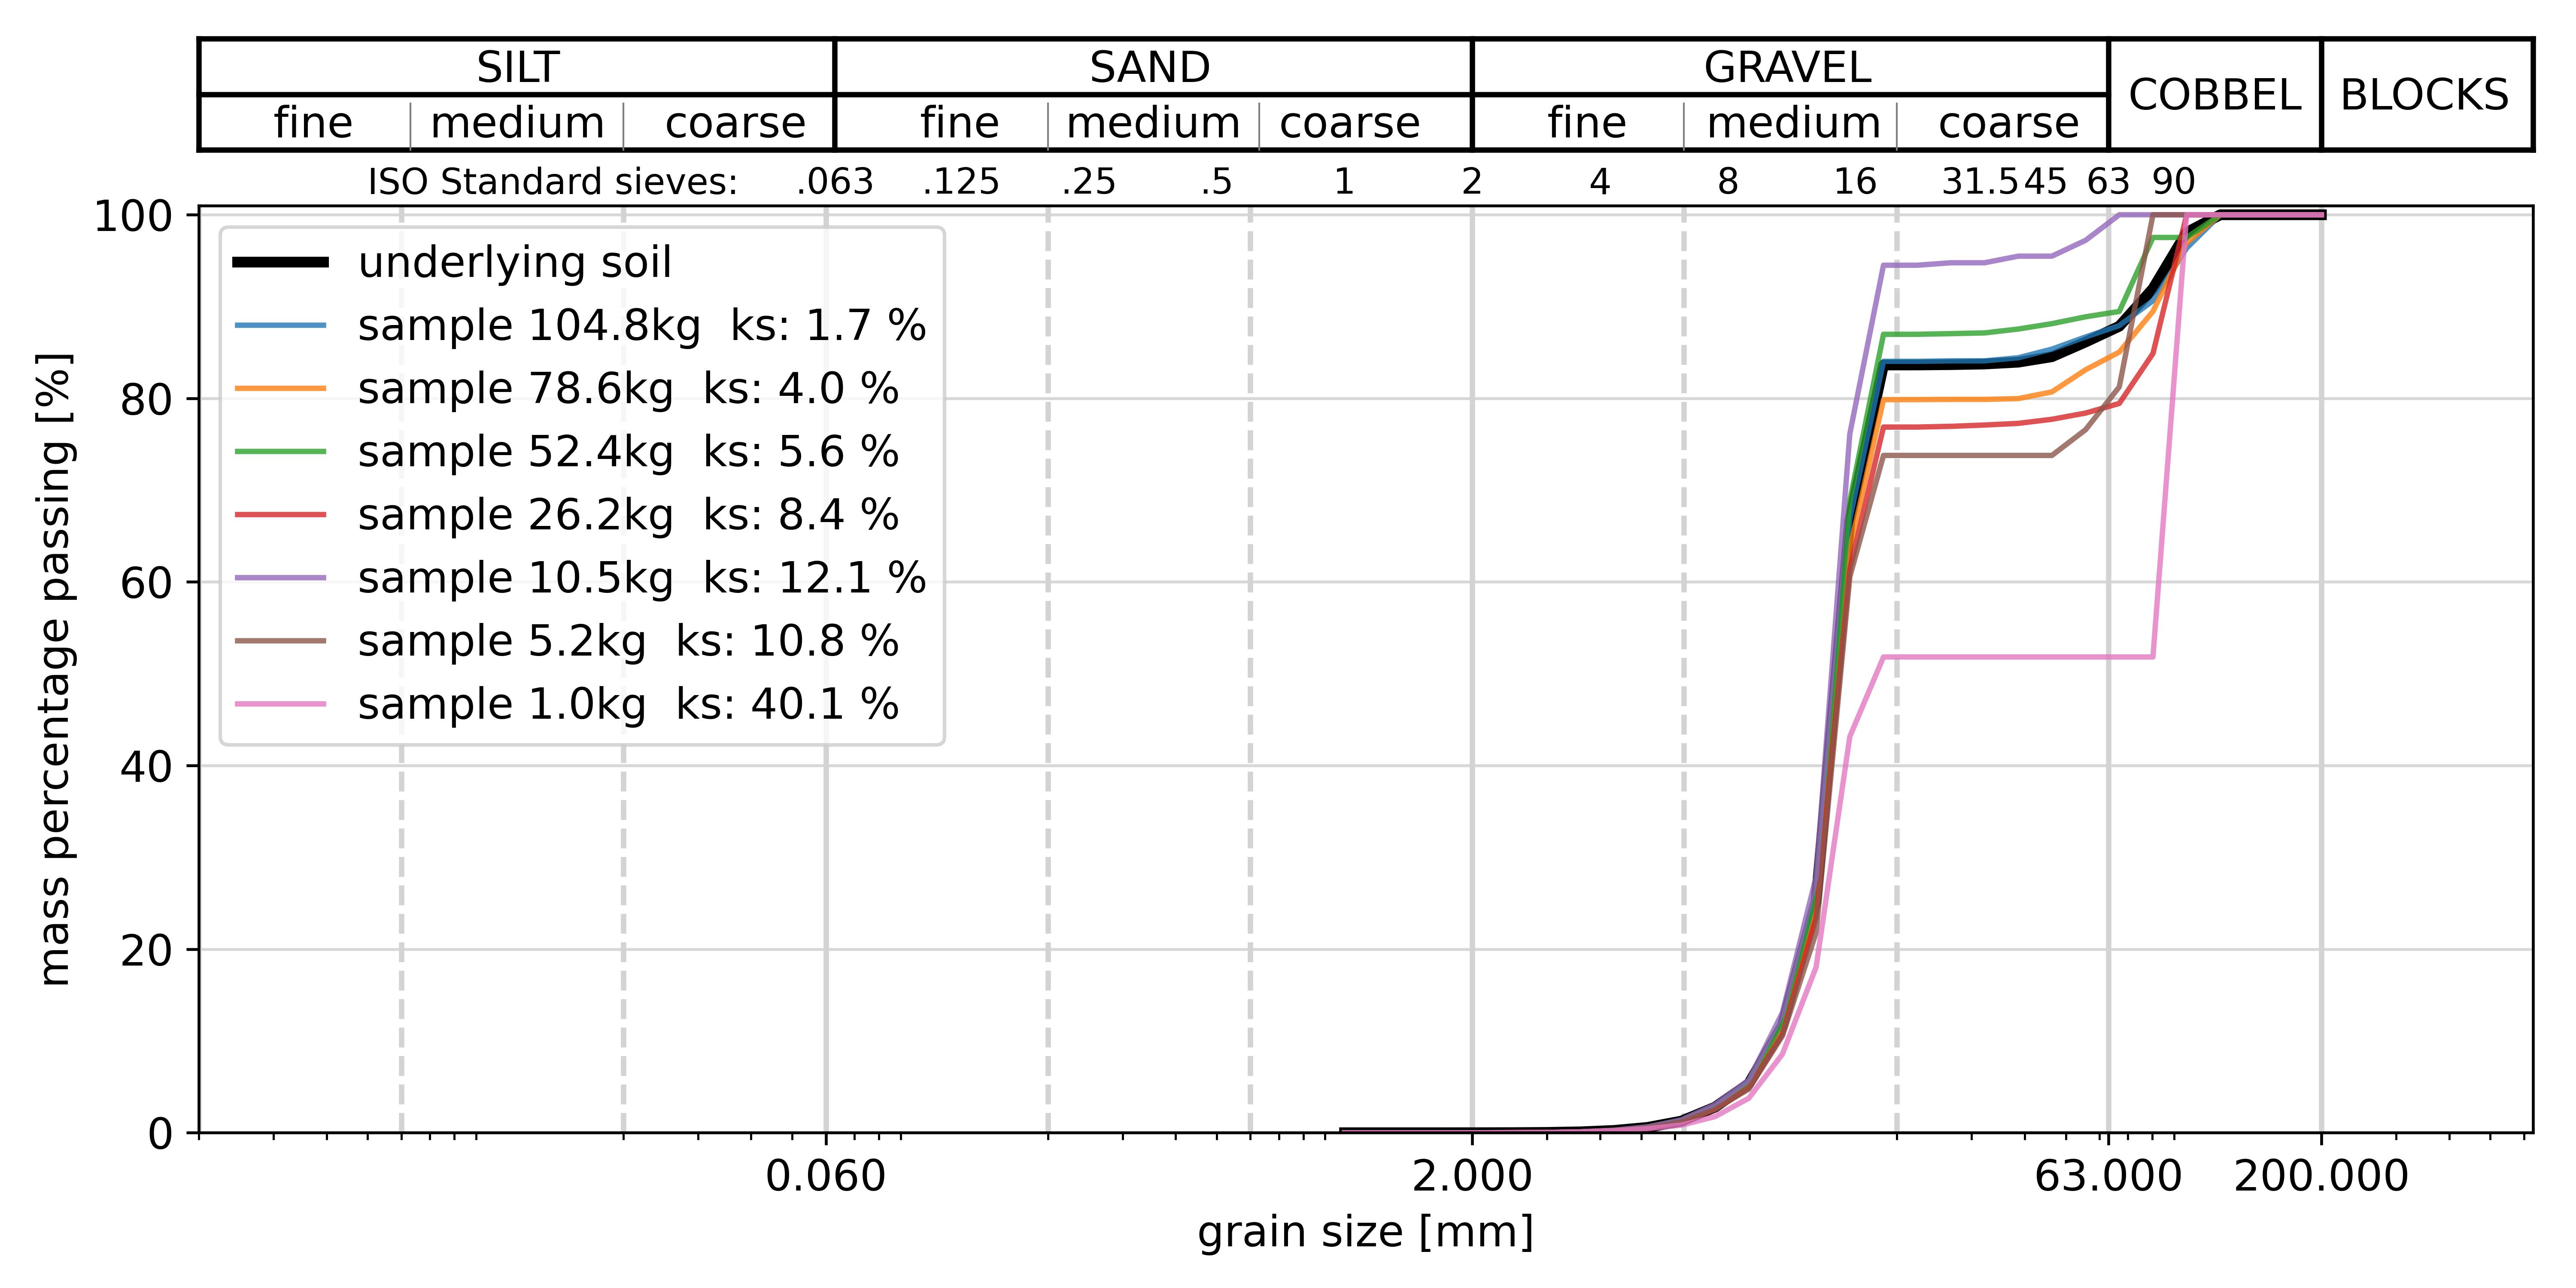 SILT SAND GRAVEL COBBEL BLOCKS
fine medium coarse fine medium coarse fine medium coarse
ISO Standard sieves: .063 .125 .25 .5 1 2 4 8 16 31.5 45 63 90
100
80
60
40
20
0
mass percentage passing [%]
underlying soil
sample 104.8kg ks: 1.7 %
sample 78.6kg ks: 4.0 %
sample 52.4kg ks: 5.6 %
sample 26.2kg ks: 8.4 %
sample 10.5kg ks: 12.1 %
sample 5.2kg ks: 10.8 %
sample 1.0kg ks: 40.1 %
0.060 2.000 63.000 200.000
grain size [mm]